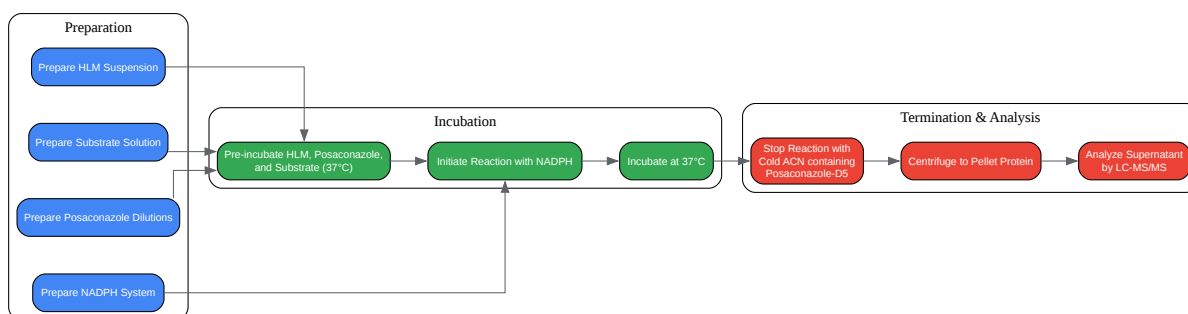 Preparation
Prepare HLM Suspension
Prepare Substrate Solution
Prepare Posaconazole Dilutions
Prepare NADPH System
Incubation
Pre-incubate HLM, Posaconazole,
and Substrate (37°C)
Initiate Reaction with NADPH
Incubate at 37°C
Termination & Analysis
Stop Reaction with
Cold ACN containing
Posaconazole-D5
Centrifuge to Pellet Protein
Analyze Supernatant
by LC-MS/MS